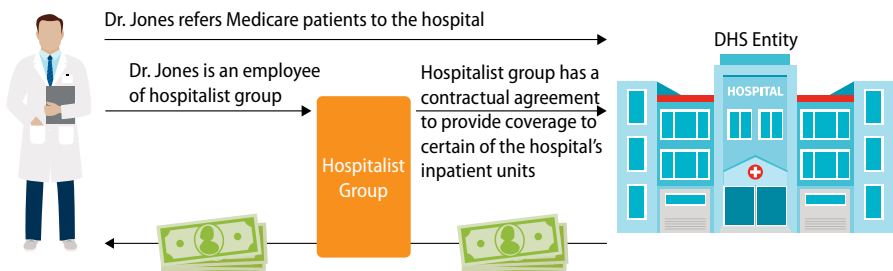 Dr. Jones refers Medicare patients to the hospital
DHS Entity
Dr. Jones is an employee
of hospitalist group
Hospitalist group has a
contractual agreement
to provide coverage to
certain of the hospital's
inpatient units
HOSPITAL
Hospitalist
Group